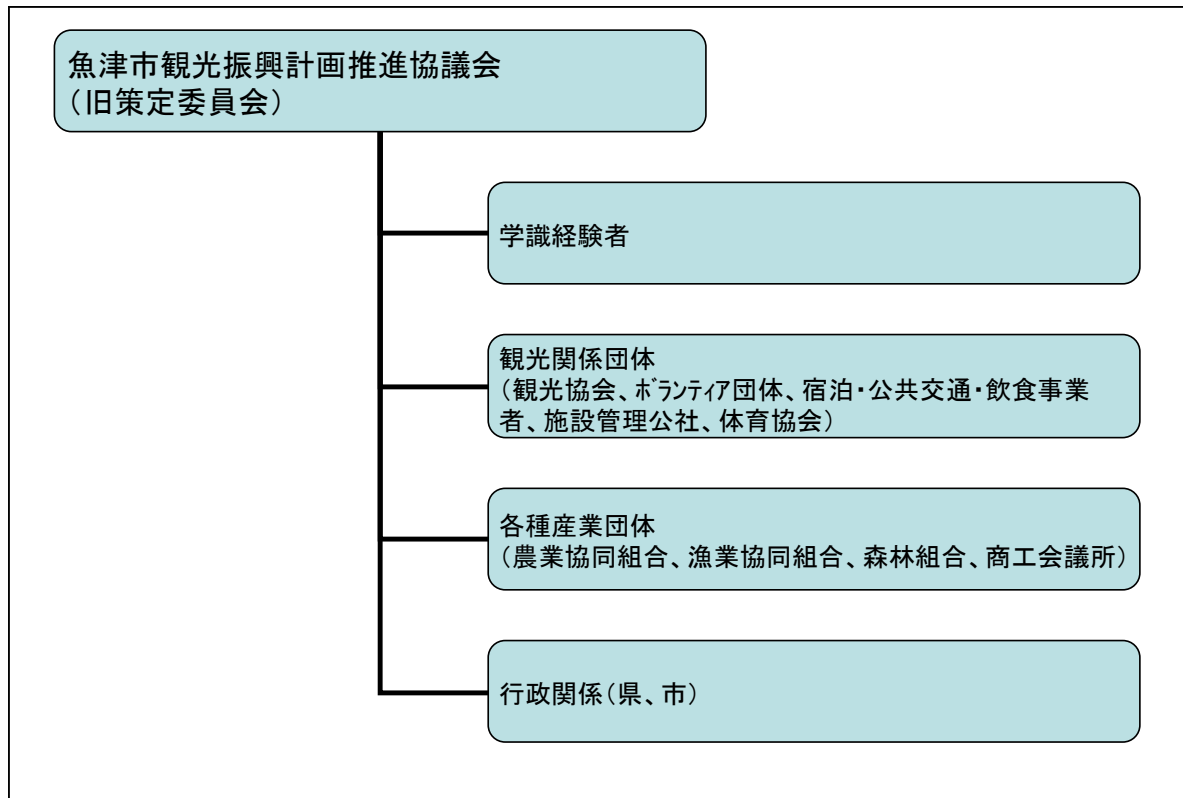 魚津市観光振興計画推進協議会
（旧策定委員会）
学識経験者
観光関係団体
（観光協会、ﾎﾞﾗﾝﾃｨｱ団体、宿泊・公共交通・飲食事業
者、施設管理公社、体育協会）
各種産業団体
（農業協同組合、漁業協同組合、森林組合、商工会議所）
行政関係（県、市）